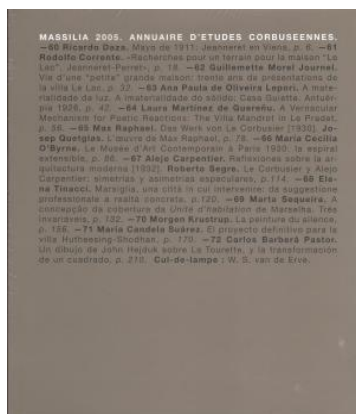 MASSILIA 2005. ANNUAIRE D'ETUDES CORBUSEENNES.
—60 Ricardo Daza. Mayo de 1911: Jeanneret en Viena, p. 6. —61
Rodolfo Corrente. «Recherches pour un terrain pour la maison "Le
Lac", Jeanneret-Perret», p. 18. —62 Guillemette Morel Journel.
Vie d'une "petite" grande maison: trente ans de présentations de
la villa Le Lac, p. 32. —63 Ana Paula de Oliveira Lepori. A mate-
rialidade da luz. A imaterialidade do sólido: Casa Guiette. Antuér-
pia 1926, p. 42. —64 Laura Martínez de Guereñu. A Vernacular
Mechanism for Poetic Reactions: The Villa Mandrot in Le Pradet,
p. 56. —65 Max Raphael. Das Werk von Le Corbusier [1930]. Jo-
sep Quetglas. L'œuvre de Max Raphael, p. 76. —66 María Cecilia
O'Byrne. Le Musée d'Art Contemporain à Paris 1930: la espiral
extensible, p. 86. —67 Alejo Carpentier. Reflexiones sobre la ar-
quitectura moderna [1932]. Roberto Segre. Le Corbusier y Alejo
Carpentier: simetrías y asimetrías especulares, p. 114. —68 Ele-
na Tinacci. Marsiglia, una città in cui intervenire: da suggestione
professionale a realtà concreta, p. 120. —69 Marta Sequeira. A
concepção da cobertura da Unité d'habitation de Marselha. Três
invariáveis, p. 132. —70 Morgen Krustrup. La peinture du silence,
p. 156. —71 María Candela Suárez. El proyecto definitivo para la
villa Hutheesing-Shodhan, p. 170. —72 Carlos Barberá Pastor.
Un dibujo de John Hejduk sobre La Tourette, y la transformación
de un cuadrado, p. 210. Cul-de-lampe : W. S. van de Erve.